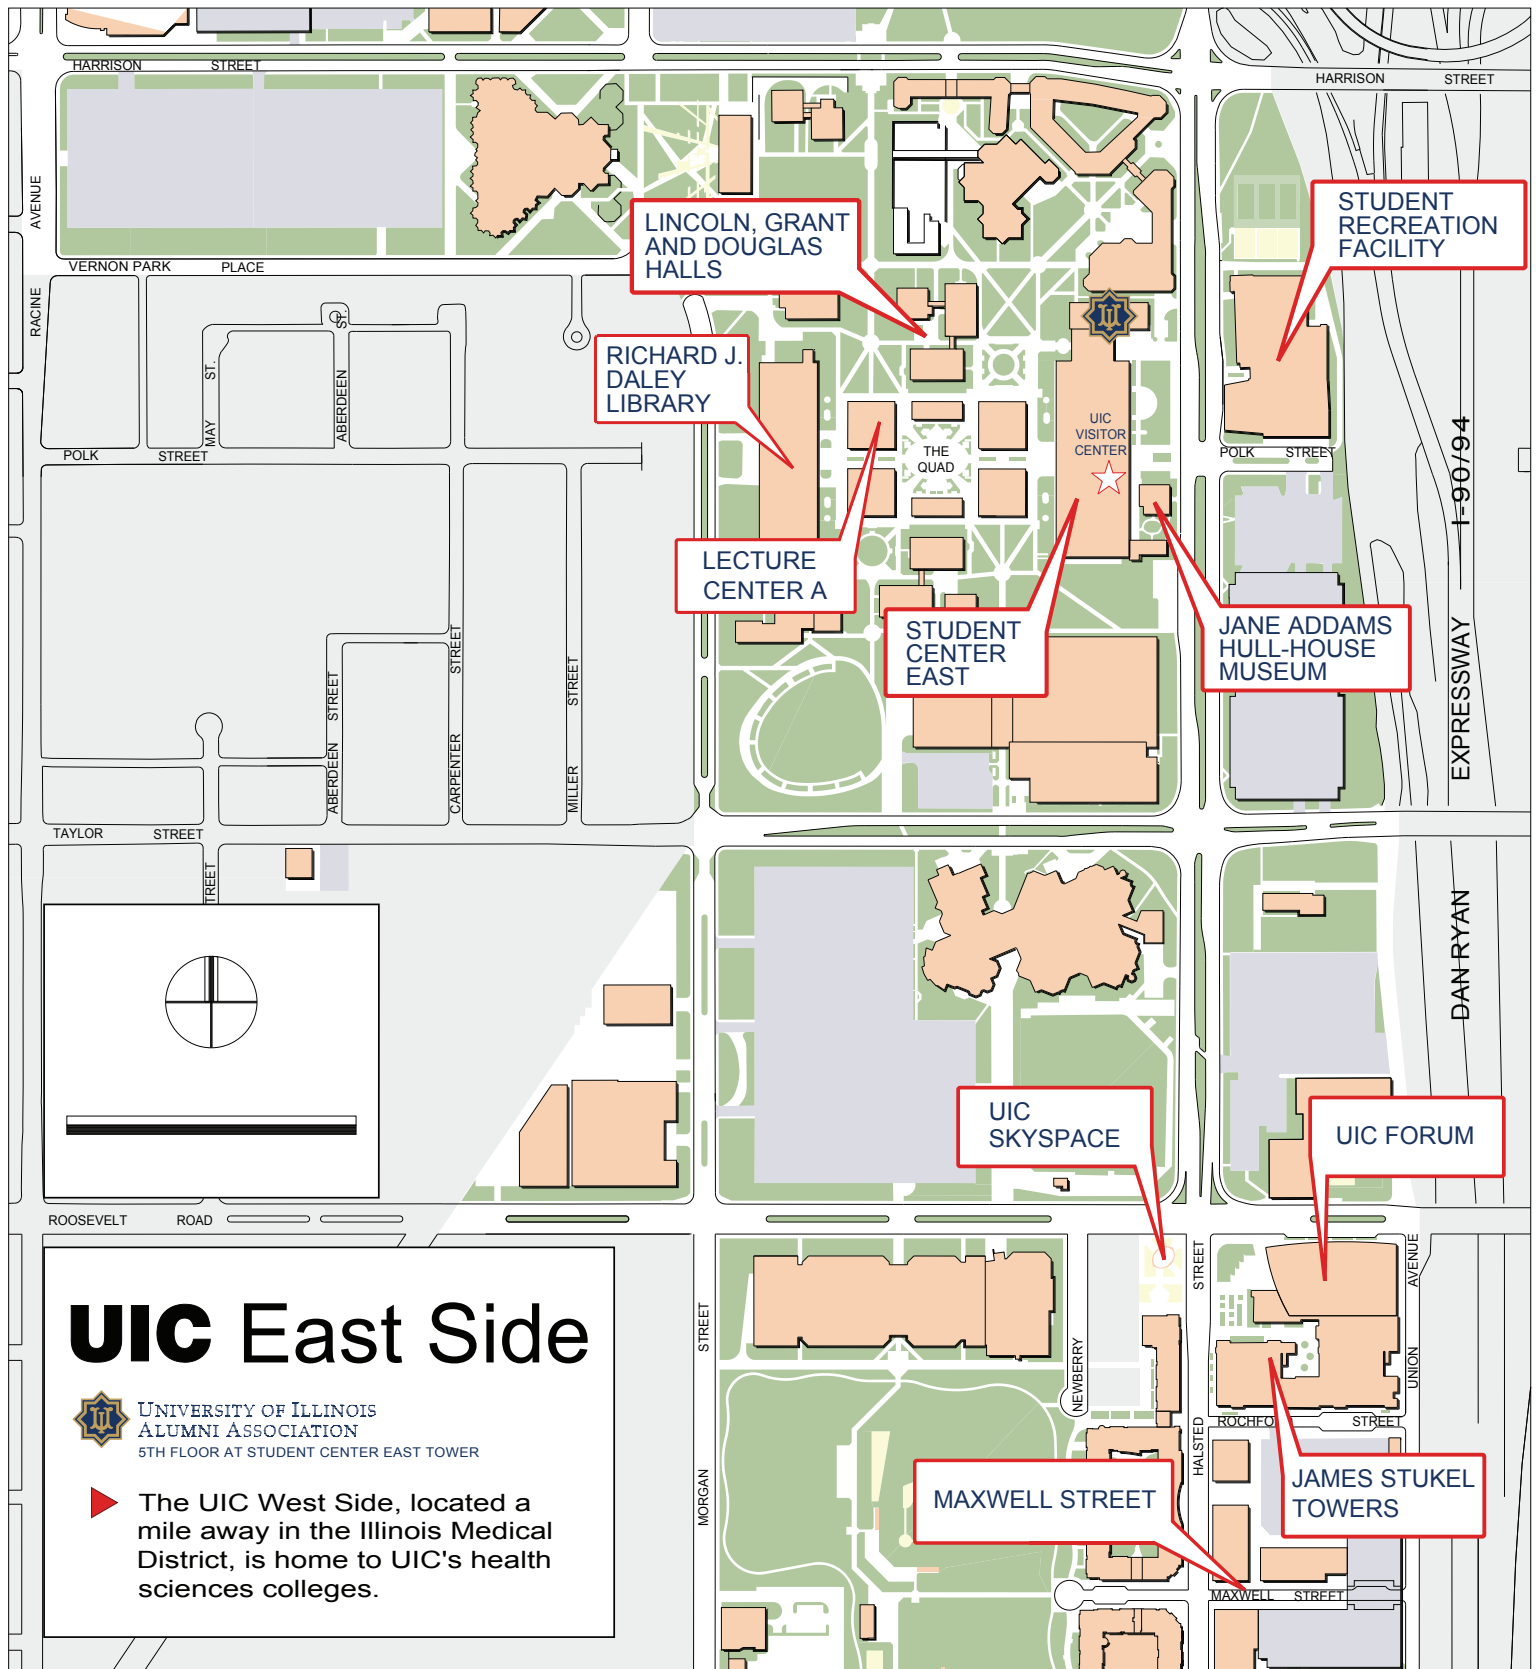 HARRISON STREET
HARRISON STREET
AVENUE
RACINE
VERNON PARK PLACE
LINCOLN, GRANT
AND DOUGLAS
HALLS
STUDENT
RECREATION
FACILITY
RICHARD J.
DALEY
LIBRARY
MAY ST.
ABERDEEN ST.
UIC
VISITOR
CENTER
THE
QUAD
POLK STREET
POLK STREET
I-90/94
EXPRESSWAY
DAN RYAN
LECTURE
CENTER A
STUDENT
CENTER
EAST
JANE ADDAMS
HULL-HOUSE
MUSEUM
ABERDEEN STREET
CARPENTER STREET
MILLER STREET
TAYLOR STREET
TREET
UIC
SKYSPACE
UIC FORUM
ROOSEVELT ROAD
STREET
MORGAN
NEWBERRY
STREET
HALSTED
AVENUE
UNION
ROCHFO STREET
JAMES STUKEL
TOWERS
MAXWELL STREET
MAXWELL STREET
UIC East Side
UNIVERSITY OF ILLINOIS
ALUMNI ASSOCIATION
5TH FLOOR AT STUDENT CENTER EAST TOWER
The UIC West Side, located a
mile away in the Illinois Medical
District, is home to UIC's health
sciences colleges.